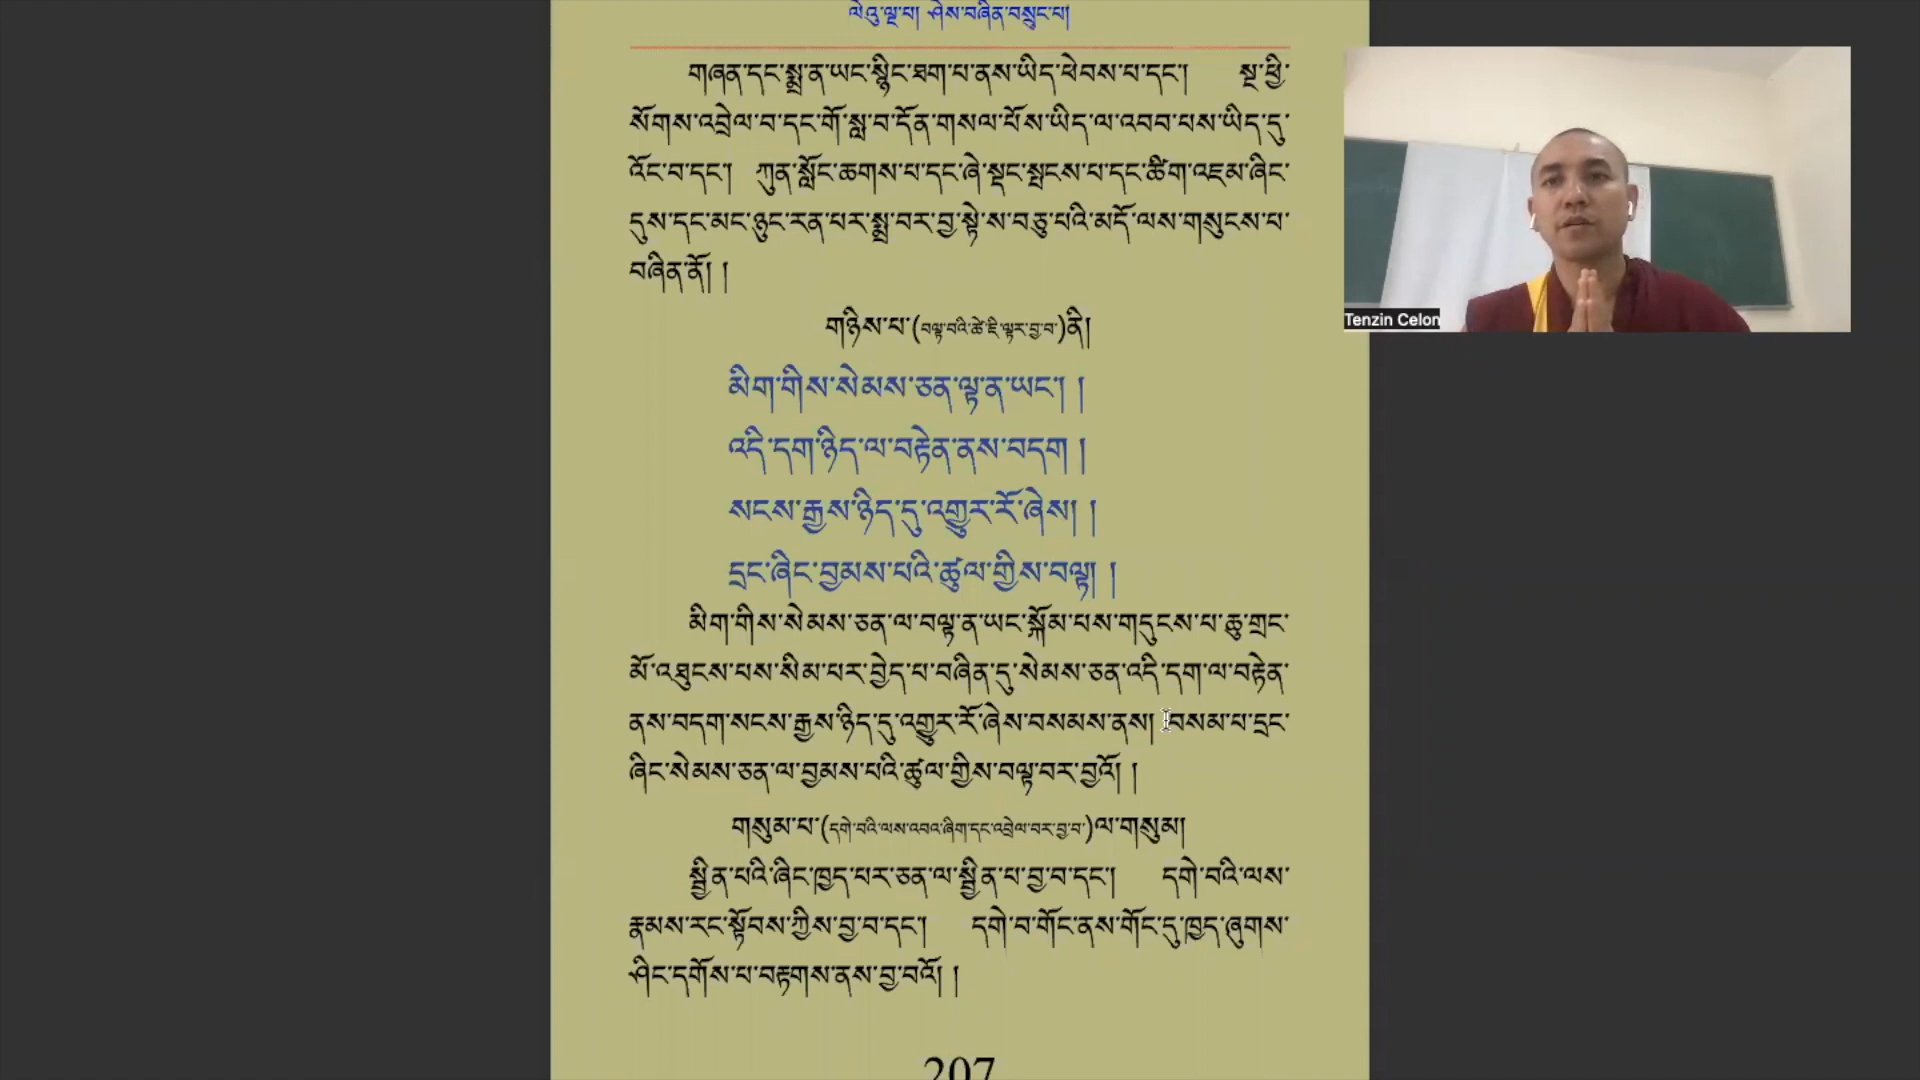 ལེའུ་ལྔ་པ། ཤེས་བཞིན་བསྲུང་པ།
གཞན་དང་སྨྲ་ན་ཡང་སྙིང་ཐག་པ་ནས་ཡིད་ཕེབས་པ་དང་། སྔ་ཕྱི་
སོགས་འབྲེལ་བ་དང་གོ་སླ་བ་དོན་གསལ་པོས་ཡིད་ལ་འབབ་པས་ཡིད་དུ་
འོང་བ་དང་། ཀུན་སློང་ཆགས་པ་དང་ཞེ་སྡང་སྤངས་པ་དང་ཚིག་འཇམ་ཞིང་
དུས་དང་མང་ཉུང་རན་པར་སྨྲ་བར་བྱ་སྟེ་ས་བཅུ་པའི་མདོ་ལས་གསུངས་པ་
བཞིན་ནོ། །
གཉིས་པ་(བལྟ་བའི་ཚེ་ཇི་ལྟར་བྱ་བ་)ནི།
མིག་གིས་སེམས་ཅན་ལྟ་ན་ཡང་། །
འདི་དག་ཉིད་ལ་བརྟེན་ནས་བདག །
སངས་རྒྱས་ཉིད་དུ་འགྱུར་རོ་ཞེས། །
དྲང་ཞིང་བྱམས་པའི་ཚུལ་གྱིས་བལྟ། །
མིག་གིས་སེམས་ཅན་ལ་བལྟ་ན་ཡང་སྐོམ་པས་གདུངས་པ་ཆུ་གྲང་
མོ་འཐུངས་པས་སིམ་པར་བྱེད་པ་བཞིན་དུ་སེམས་ཅན་འདི་དག་ལ་བརྟེན་
ནས་བདག་སངས་རྒྱས་ཉིད་དུ་འགྱུར་རོ་ཞེས་བསམས་ནས། བསམ་པ་དྲང་
ཞིང་སེམས་ཅན་ལ་བྱམས་པའི་ཚུལ་གྱིས་བལྟ་བར་བྱའོ། །
གསུམ་པ་(དགེ་བའི་ལས་འབའ་ཞིག་དང་འབྲེལ་བར་བྱ་བ་)ལ་གསུམ།
སྦྱིན་པའི་ཞིང་ཁྱད་པར་ཅན་ལ་སྦྱིན་པ་བྱ་བ་དང་། དགེ་བའི་ལས་
རྣམས་རང་སྟོབས་ཀྱིས་བྱ་བ་དང་། དགེ་བ་གོང་ནས་གོང་དུ་ཁྱད་ཞུགས་
ཤིང་དགོས་པ་བརྟགས་ནས་བྱ་བའོ། །
207
Tenzin Celon